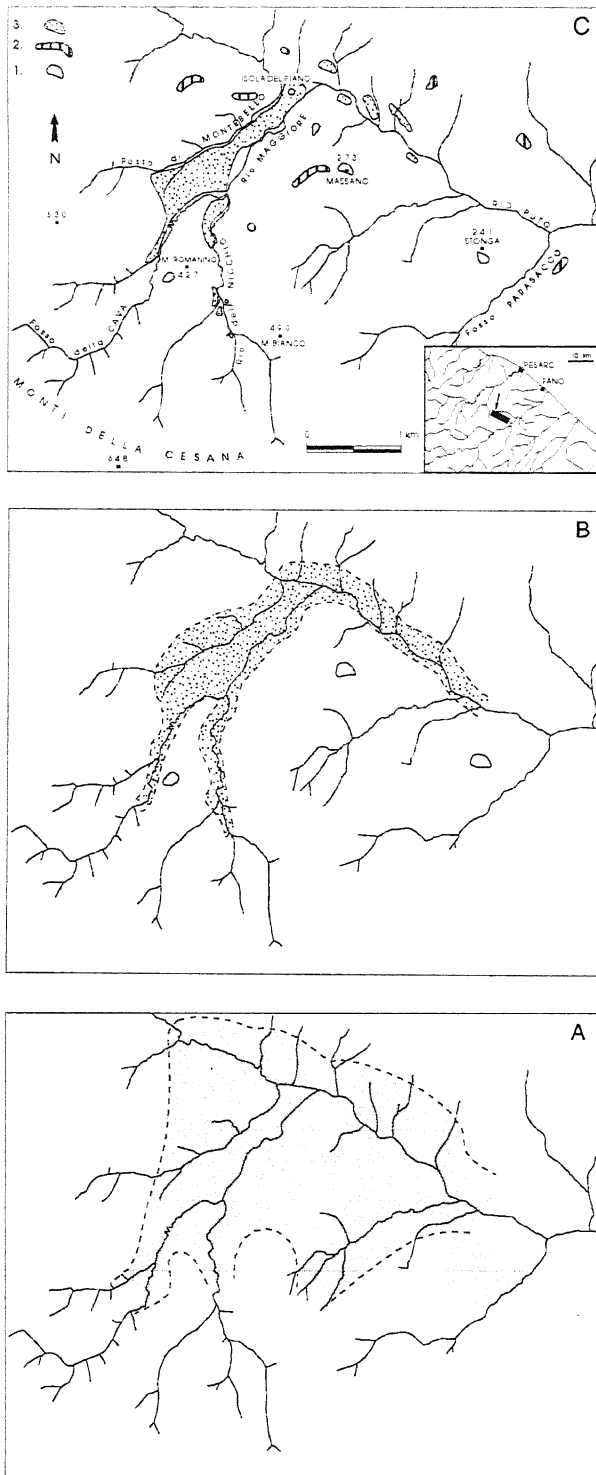 C
3.
2.
1.
N
ISOLA DEL PIANO
Fosso di MONTEBELLO
RIO MAGGIORE
273
MASSANO
530
RIO PUTO
241
STONGA
M. ROMANINO
427
Rio del NICCHIO
Fosso PARASACCO
490
M. BIANCO
Fosso della CAVA
MONTI DELLA CESANA
648
0 1 km
10 km
PESARO
FANO
B
A